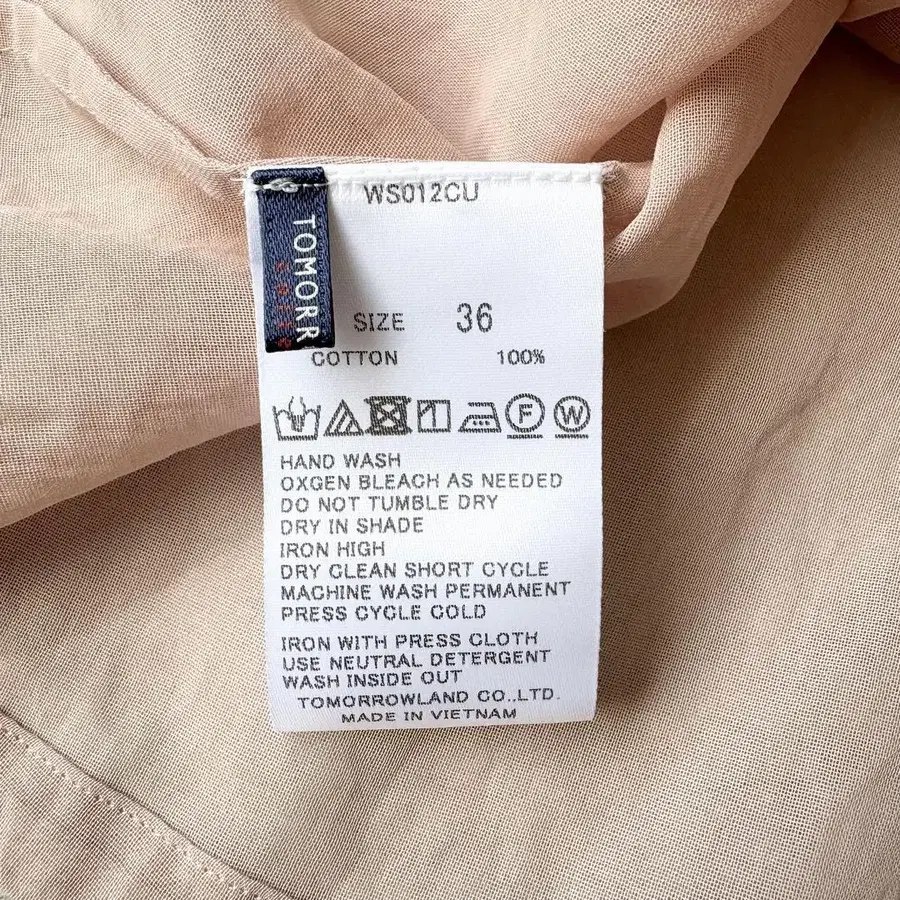 WS012CU
TOMORR
SIZE 36
COTTON 100%
F W
HAND WASH
OXGEN BLEACH AS NEEDED
DO NOT TUMBLE DRY
DRY IN SHADE
IRON HIGH
DRY CLEAN SHORT CYCLE
MACHINE WASH PERMANENT
PRESS CYCLE COLD
IRON WITH PRESS CLOTH
USE NEUTRAL DETERGENT
WASH INSIDE OUT
TOMORROWLAND CO.,LTD.
MADE IN VIETNAM